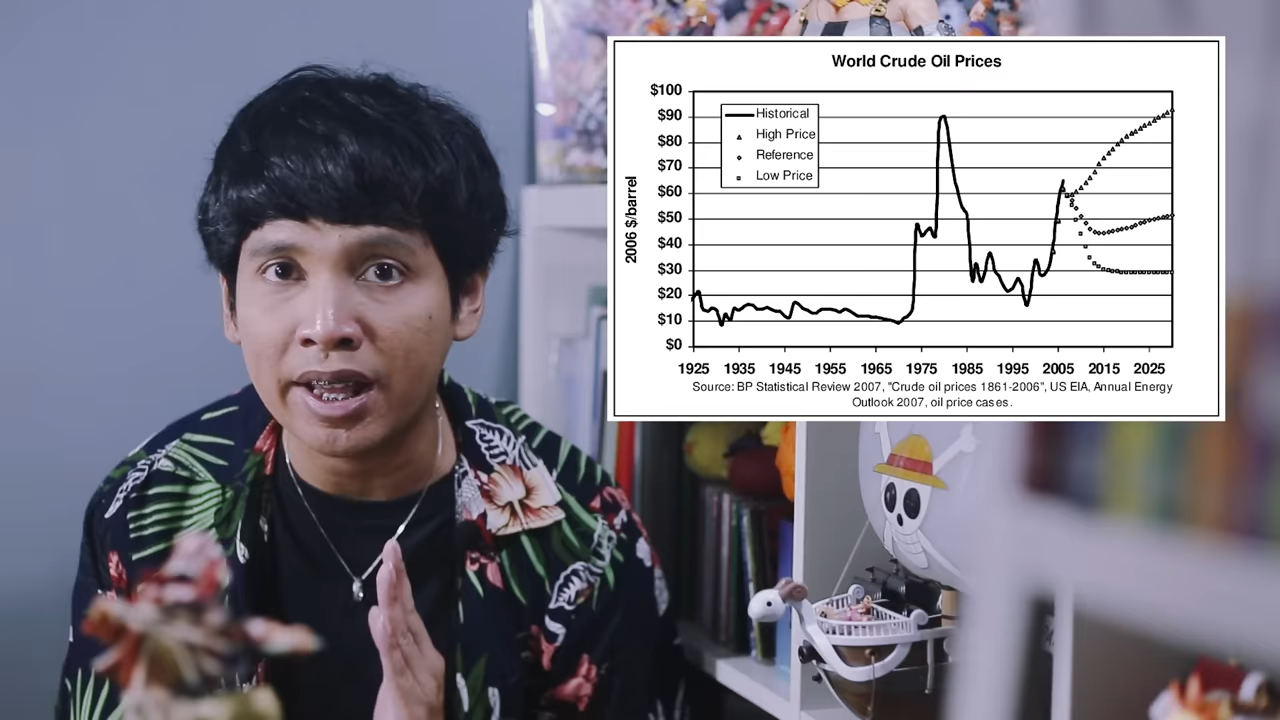 World Crude Oil Prices
2006 $/barrel
$100
$90
$80
$70
$60
$50
$40
$30
$20
$10
$0
Historical
High Price
Reference
Low Price
1925 1935 1945 1955 1965 1975 1985 1995 2005 2015 2025
Source: BP Statistical Review 2007, "Crude oil prices 1861-2006", US EIA, Annual Energy
Outlook 2007, oil price cases.